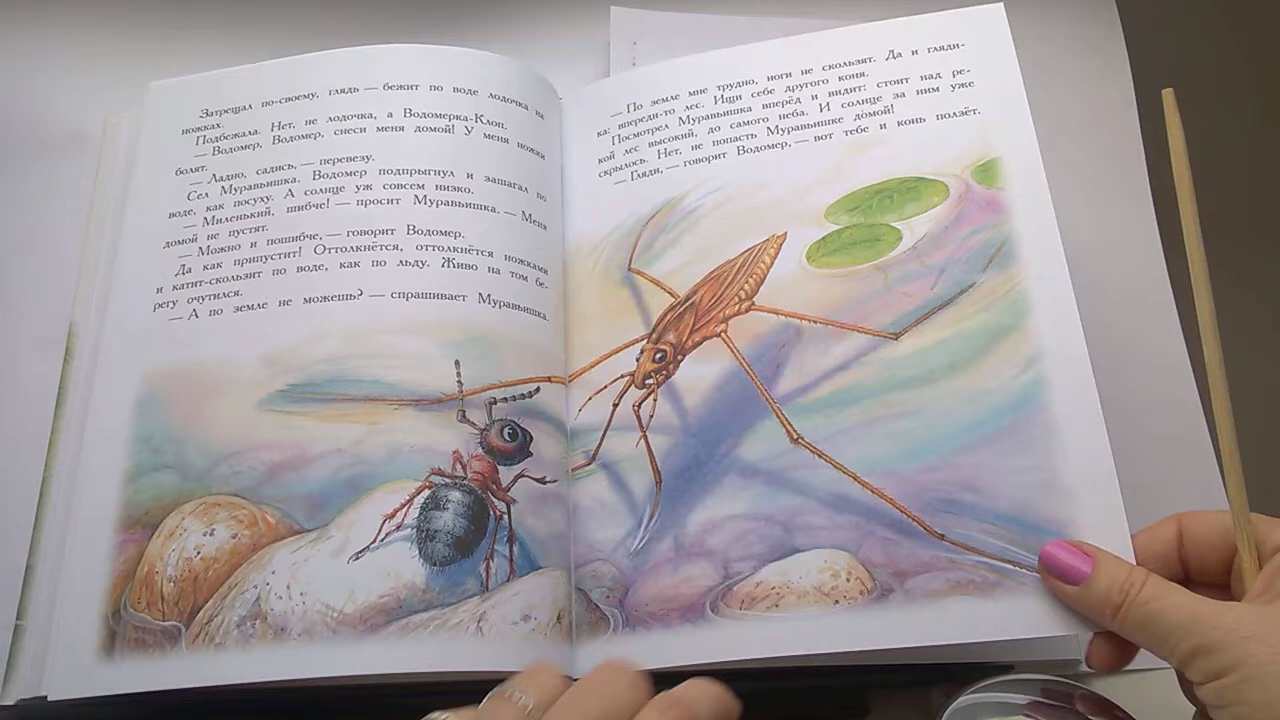 Затрещал по-своему, глядь — бежит по воде лодочка на
ножках.
Подбежала. Нет, не лодочка, а Водомерка-Клоп.
— Водомер, Водомер, снеси меня домой! У меня ножки
болят.
— Ладно, садись, — перевезу.
Сел Муравьишка. Водомер подпрыгнул и зашагал по
воде, как посуху. А солнце уж совсем низко.
— Миленький, шибче! — просит Муравьишка. — Меня
домой не пустят.
— Можно и пошибче, — говорит Водомер.
Да как припустит! Оттолкнётся, оттолкнётся ножками
и катит-скользит по воде, как по льду. Живо на том бе-
регу очутился.
— А по земле не можешь? — спрашивает Муравьишка.
— По земле мне трудно, ноги не скользят. Да и гляди-
ка: впереди-то лес. Ищи себе другого коня.
Посмотрел Муравьишка вперёд и видит: стоит над ре-
кой лес высокий, до самого неба. И солнце за ним уже
скрылось. Нет, не попасть Муравьишке домой!
— Гляди, — говорит Водомер, — вот тебе и конь ползёт.